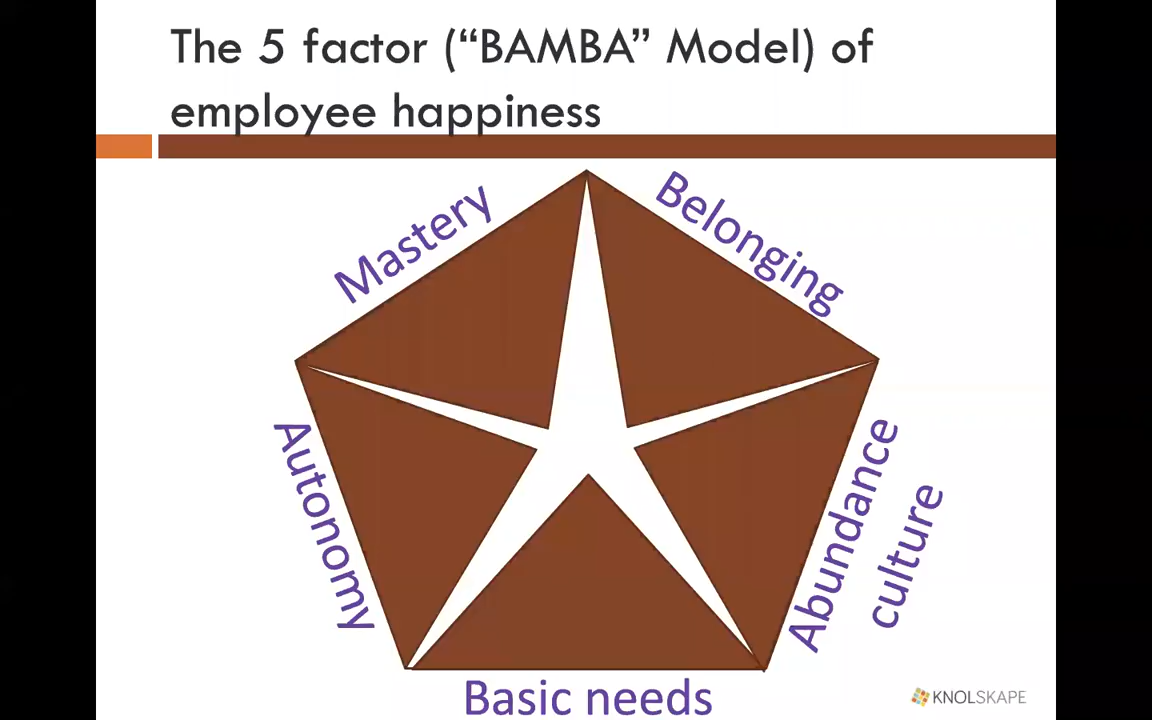 The 5 factor (“BAMBA” Model) of
employee happiness
Mastery
Belonging
Autonomy
Abundance
culture
Basic needs
KNOLSKAPE